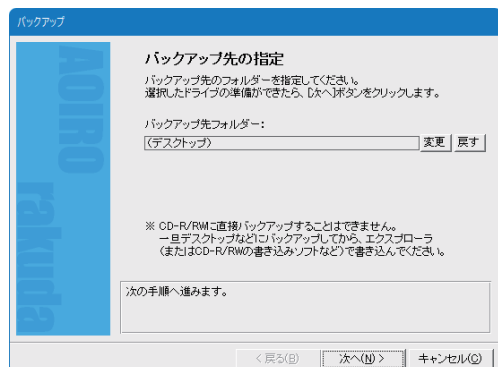 バックアップ
AOIRO
rakuda
バックアップ先の指定
バックアップ先のフォルダーを指定してください。
選択したドライブの準備ができたら、[次へ]ボタンをクリックします。
バックアップ先フォルダー:
(デスクトップ)
変更
戻す
※ CD-R/RWに直接バックアップすることはできません。
一旦デスクトップなどにバックアップしてから、エクスプローラ
(またはCD-R/RWの書き込みソフトなど)で書き込んでください。
次の手順へ進みます。
< 戻る(B)
次へ(N) >
キャンセル(C)